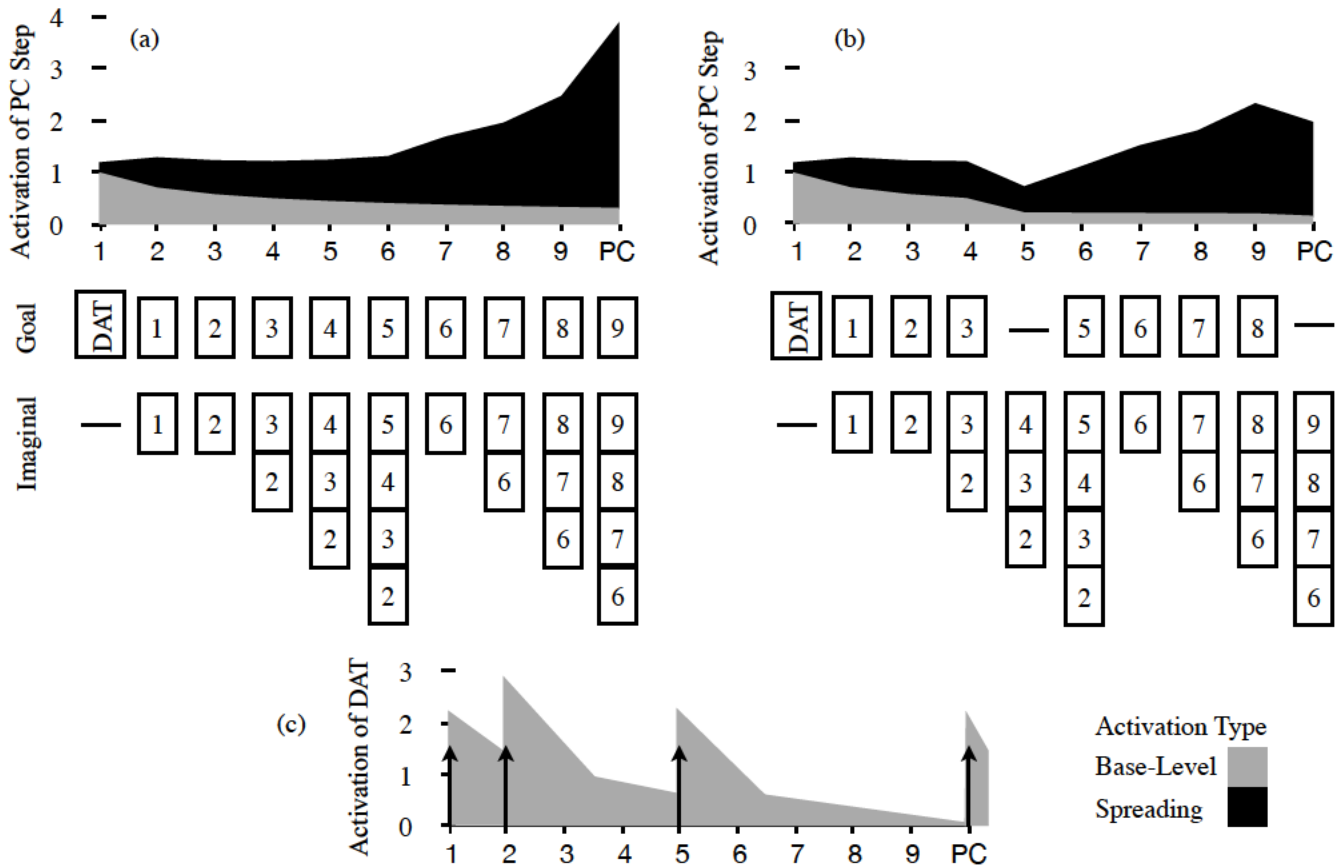 (a)
Activation of PC Step
4
3
2
1
0
1 2 3 4 5 6 7 8 9 PC
(b)
Activation of PC Step
3
2
1
0
1 2 3 4 5 6 7 8 9 PC
Goal
DAT 1 2 3 4 5 6 7 8 9
DAT 1 2 3 — 5 6 7 8 —
Imaginal
— 1 2 3 4 5 6 7 8 9
2 3 4 6 7 8
2 3 6 7
2 6
— 1 2 3 4 5 6 7 8 9
2 3 4 6 7 8
2 3 6 7
2 6
(c)
Activation of DAT
3
2
1
0
1 2 3 4 5 6 7 8 9 PC
Activation Type
Base-Level
Spreading